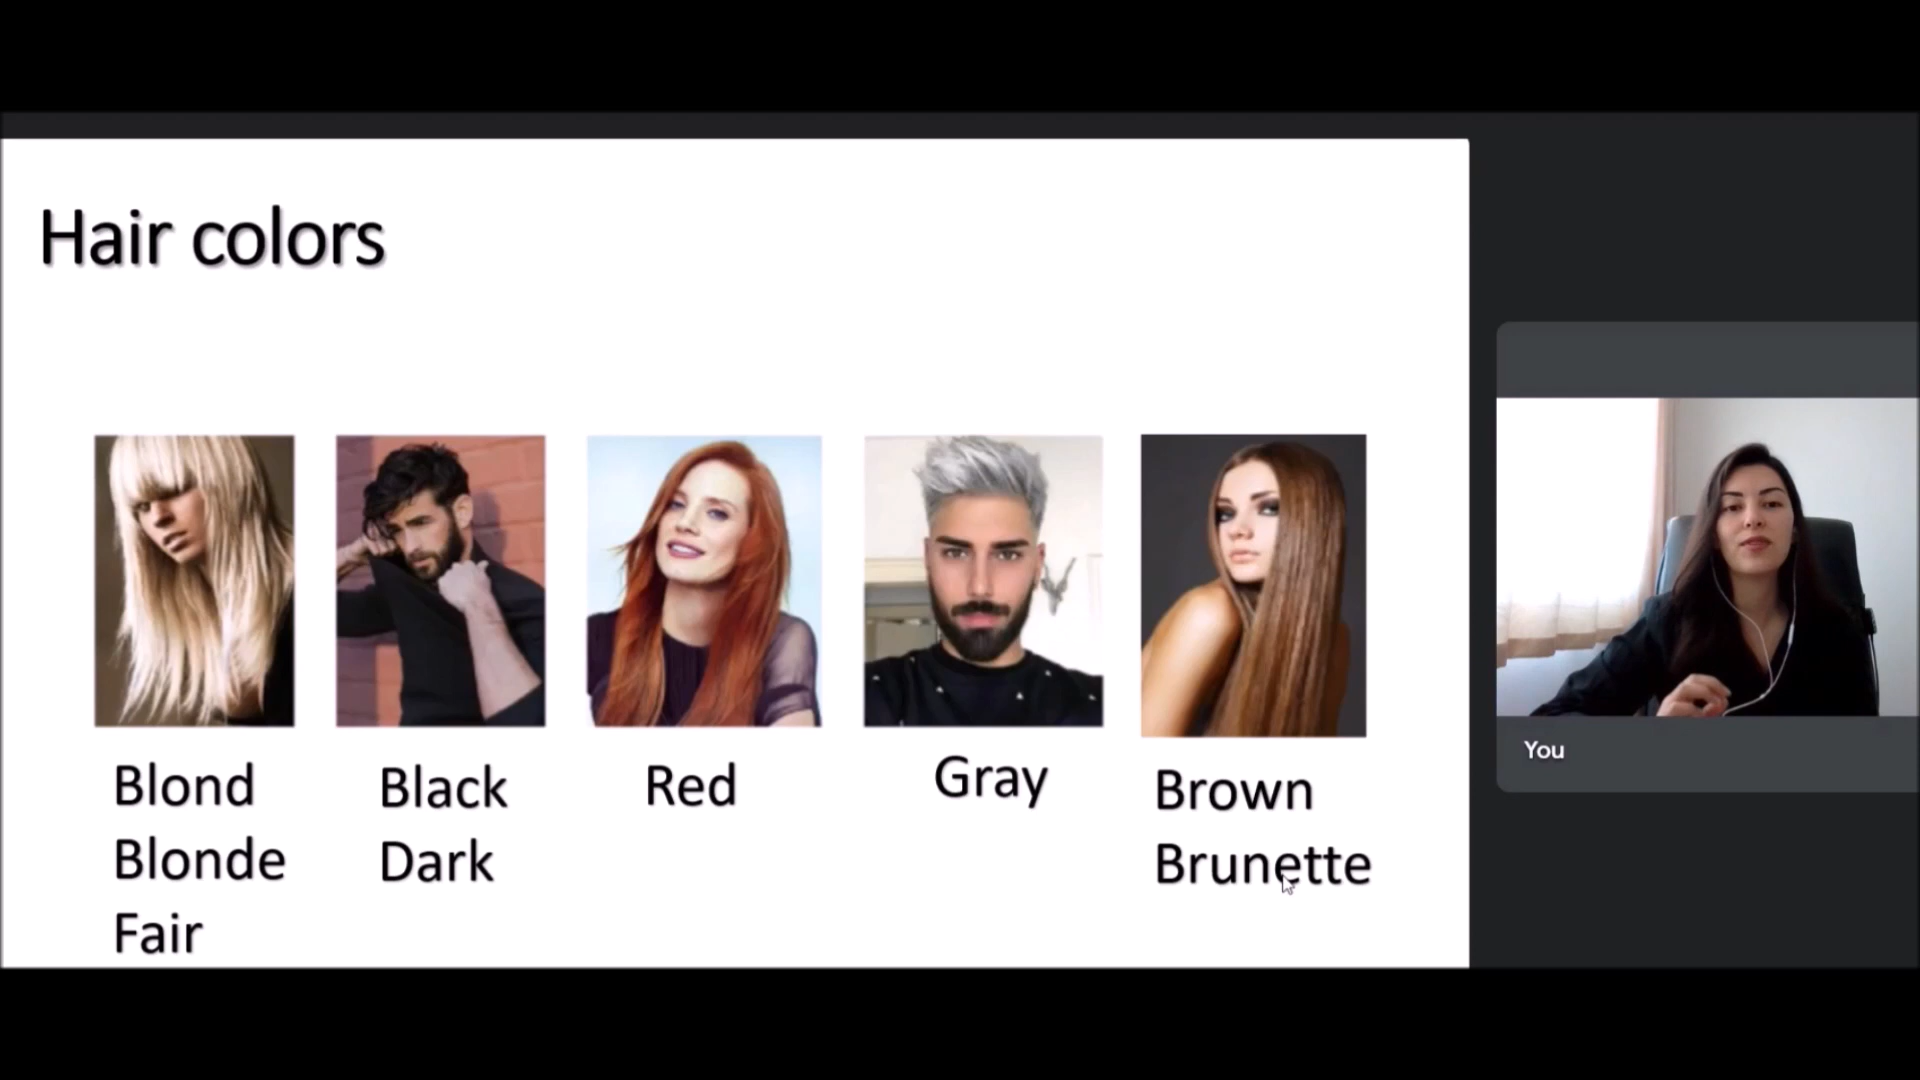 Hair colors
Blond
Blonde
Fair
Black
Dark
Red
Gray
Brown
Brunette
You